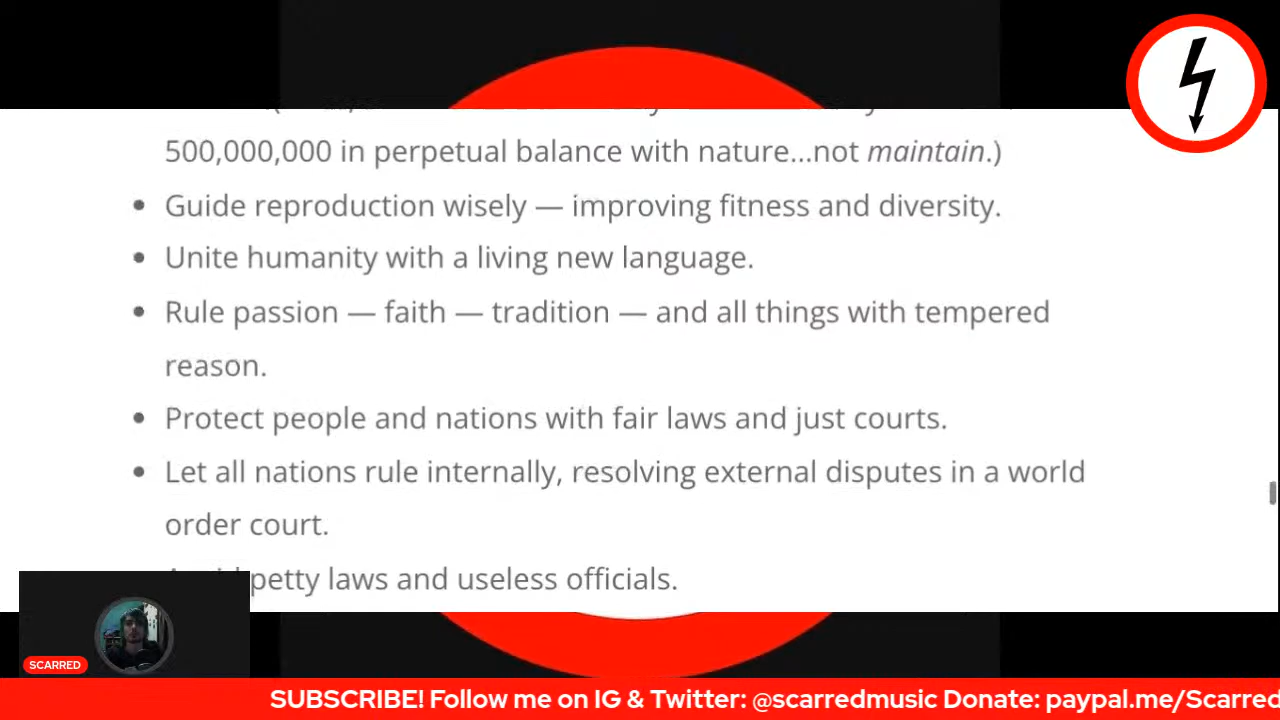 500,000,000 in perpetual balance with nature...not maintain.)
Guide reproduction wisely — improving fitness and diversity.
Unite humanity with a living new language.
Rule passion — faith — tradition — and all things with tempered
reason.
Protect people and nations with fair laws and just courts.
Let all nations rule internally, resolving external disputes in a world
order court.
petty laws and useless officials.
SCARRED
SUBSCRIBE! Follow me on IG & Twitter: @scarredmusic Donate: paypal.me/Scarred